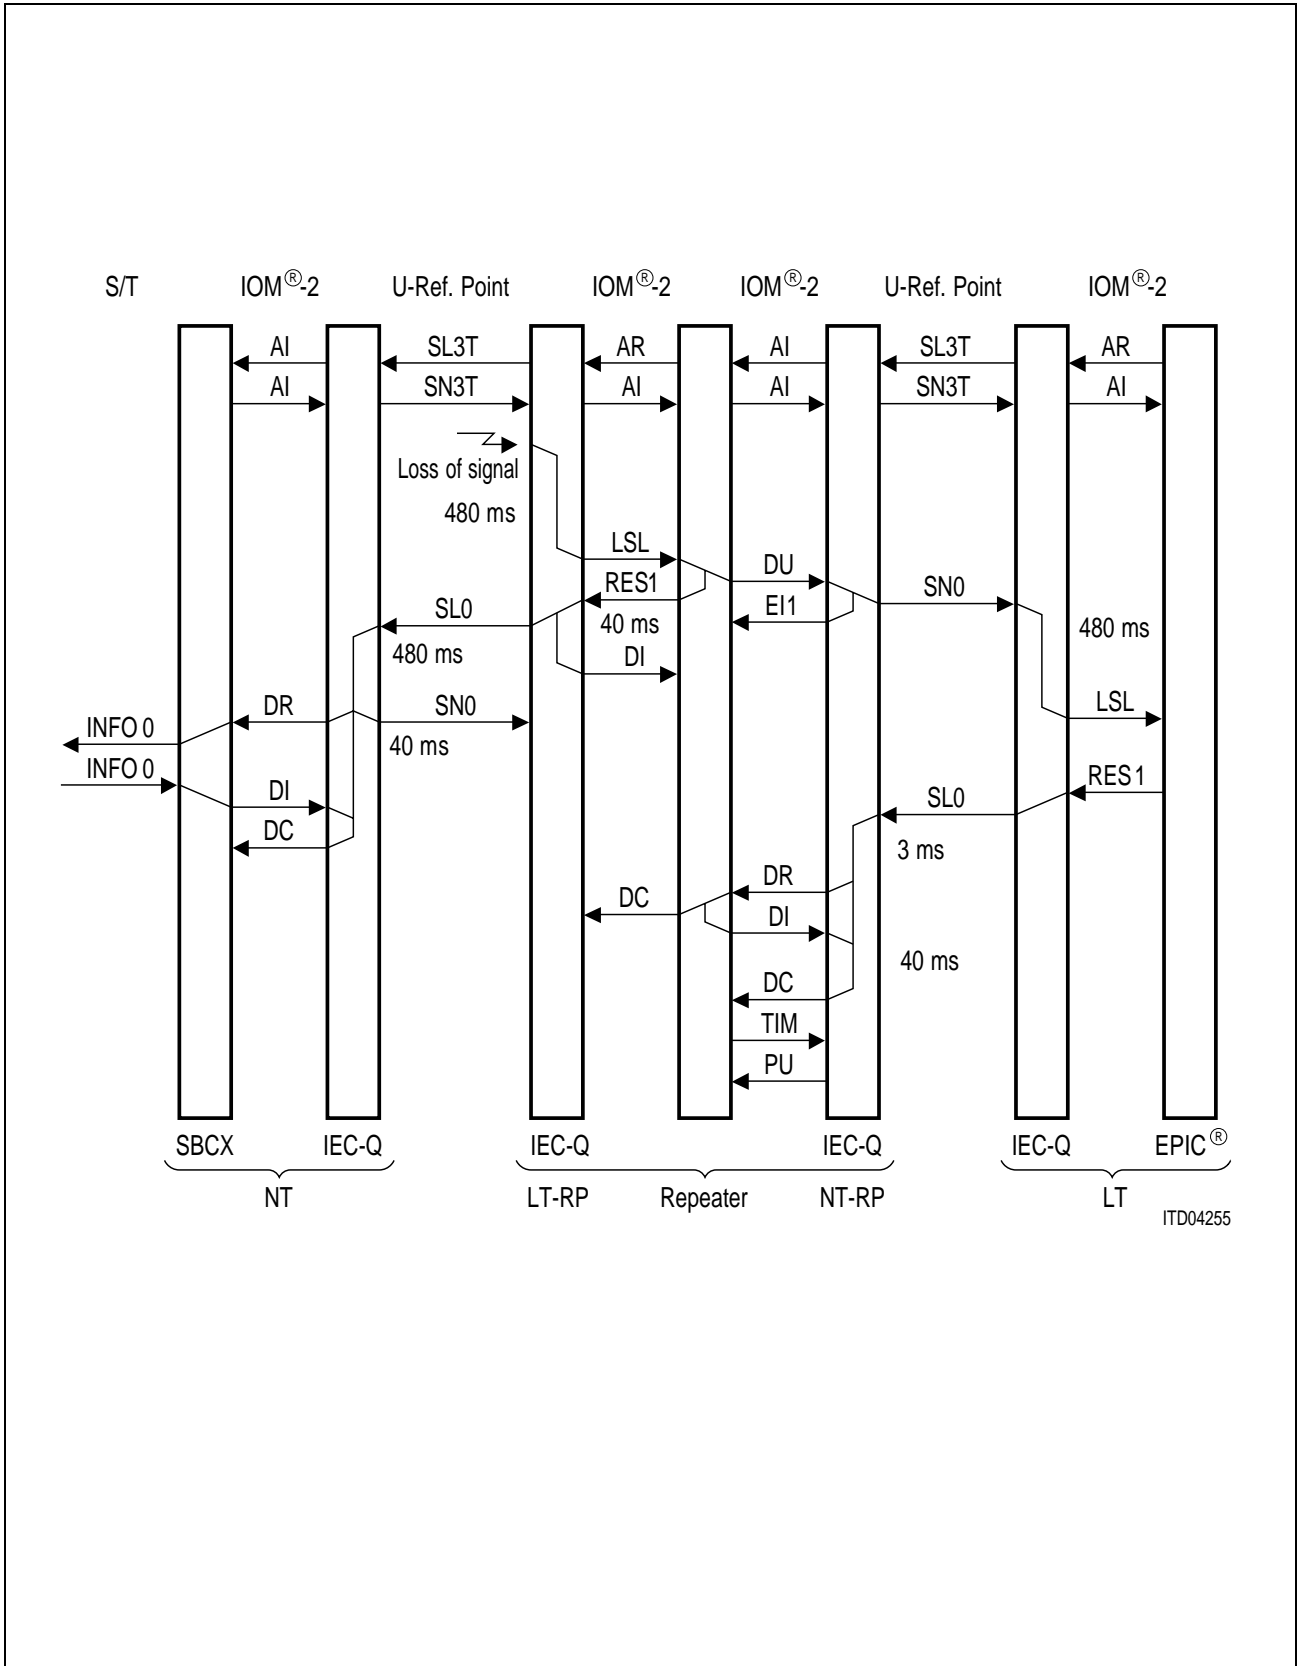 S/T IOM®-2 U-Ref. Point IOM®-2 IOM®-2 U-Ref. Point IOM®-2
AI SL3T AR AI SL3T AR
AI SN3T AI AI SN3T AI
Loss of signal
480 ms
LSL
DU
RES1
SN0
EI1
SL0
40 ms
480 ms
480 ms
DI
DR
SN0
LSL
INFO 0
40 ms
INFO 0
RES1
DI
SL0
DC
3 ms
DR
DC
DI
40 ms
DC
TIM
PU
SBCX IEC-Q IEC-Q IEC-Q IEC-Q EPIC®
NT LT-RP Repeater NT-RP LT
ITD04255